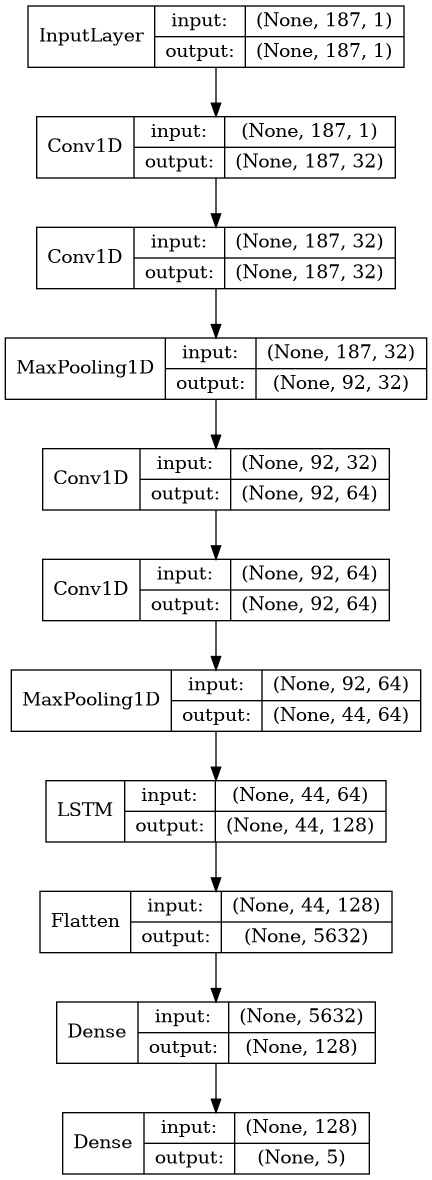 InputLayer input: (None, 187, 1)
output: (None, 187, 1)
Conv1D input: (None, 187, 1)
output: (None, 187, 32)
Conv1D input: (None, 187, 32)
output: (None, 187, 32)
MaxPooling1D input: (None, 187, 32)
output: (None, 92, 32)
Conv1D input: (None, 92, 32)
output: (None, 92, 64)
Conv1D input: (None, 92, 64)
output: (None, 92, 64)
MaxPooling1D input: (None, 92, 64)
output: (None, 44, 64)
LSTM input: (None, 44, 64)
output: (None, 44, 128)
Flatten input: (None, 44, 128)
output: (None, 5632)
Dense input: (None, 5632)
output: (None, 128)
Dense input: (None, 128)
output: (None, 5)